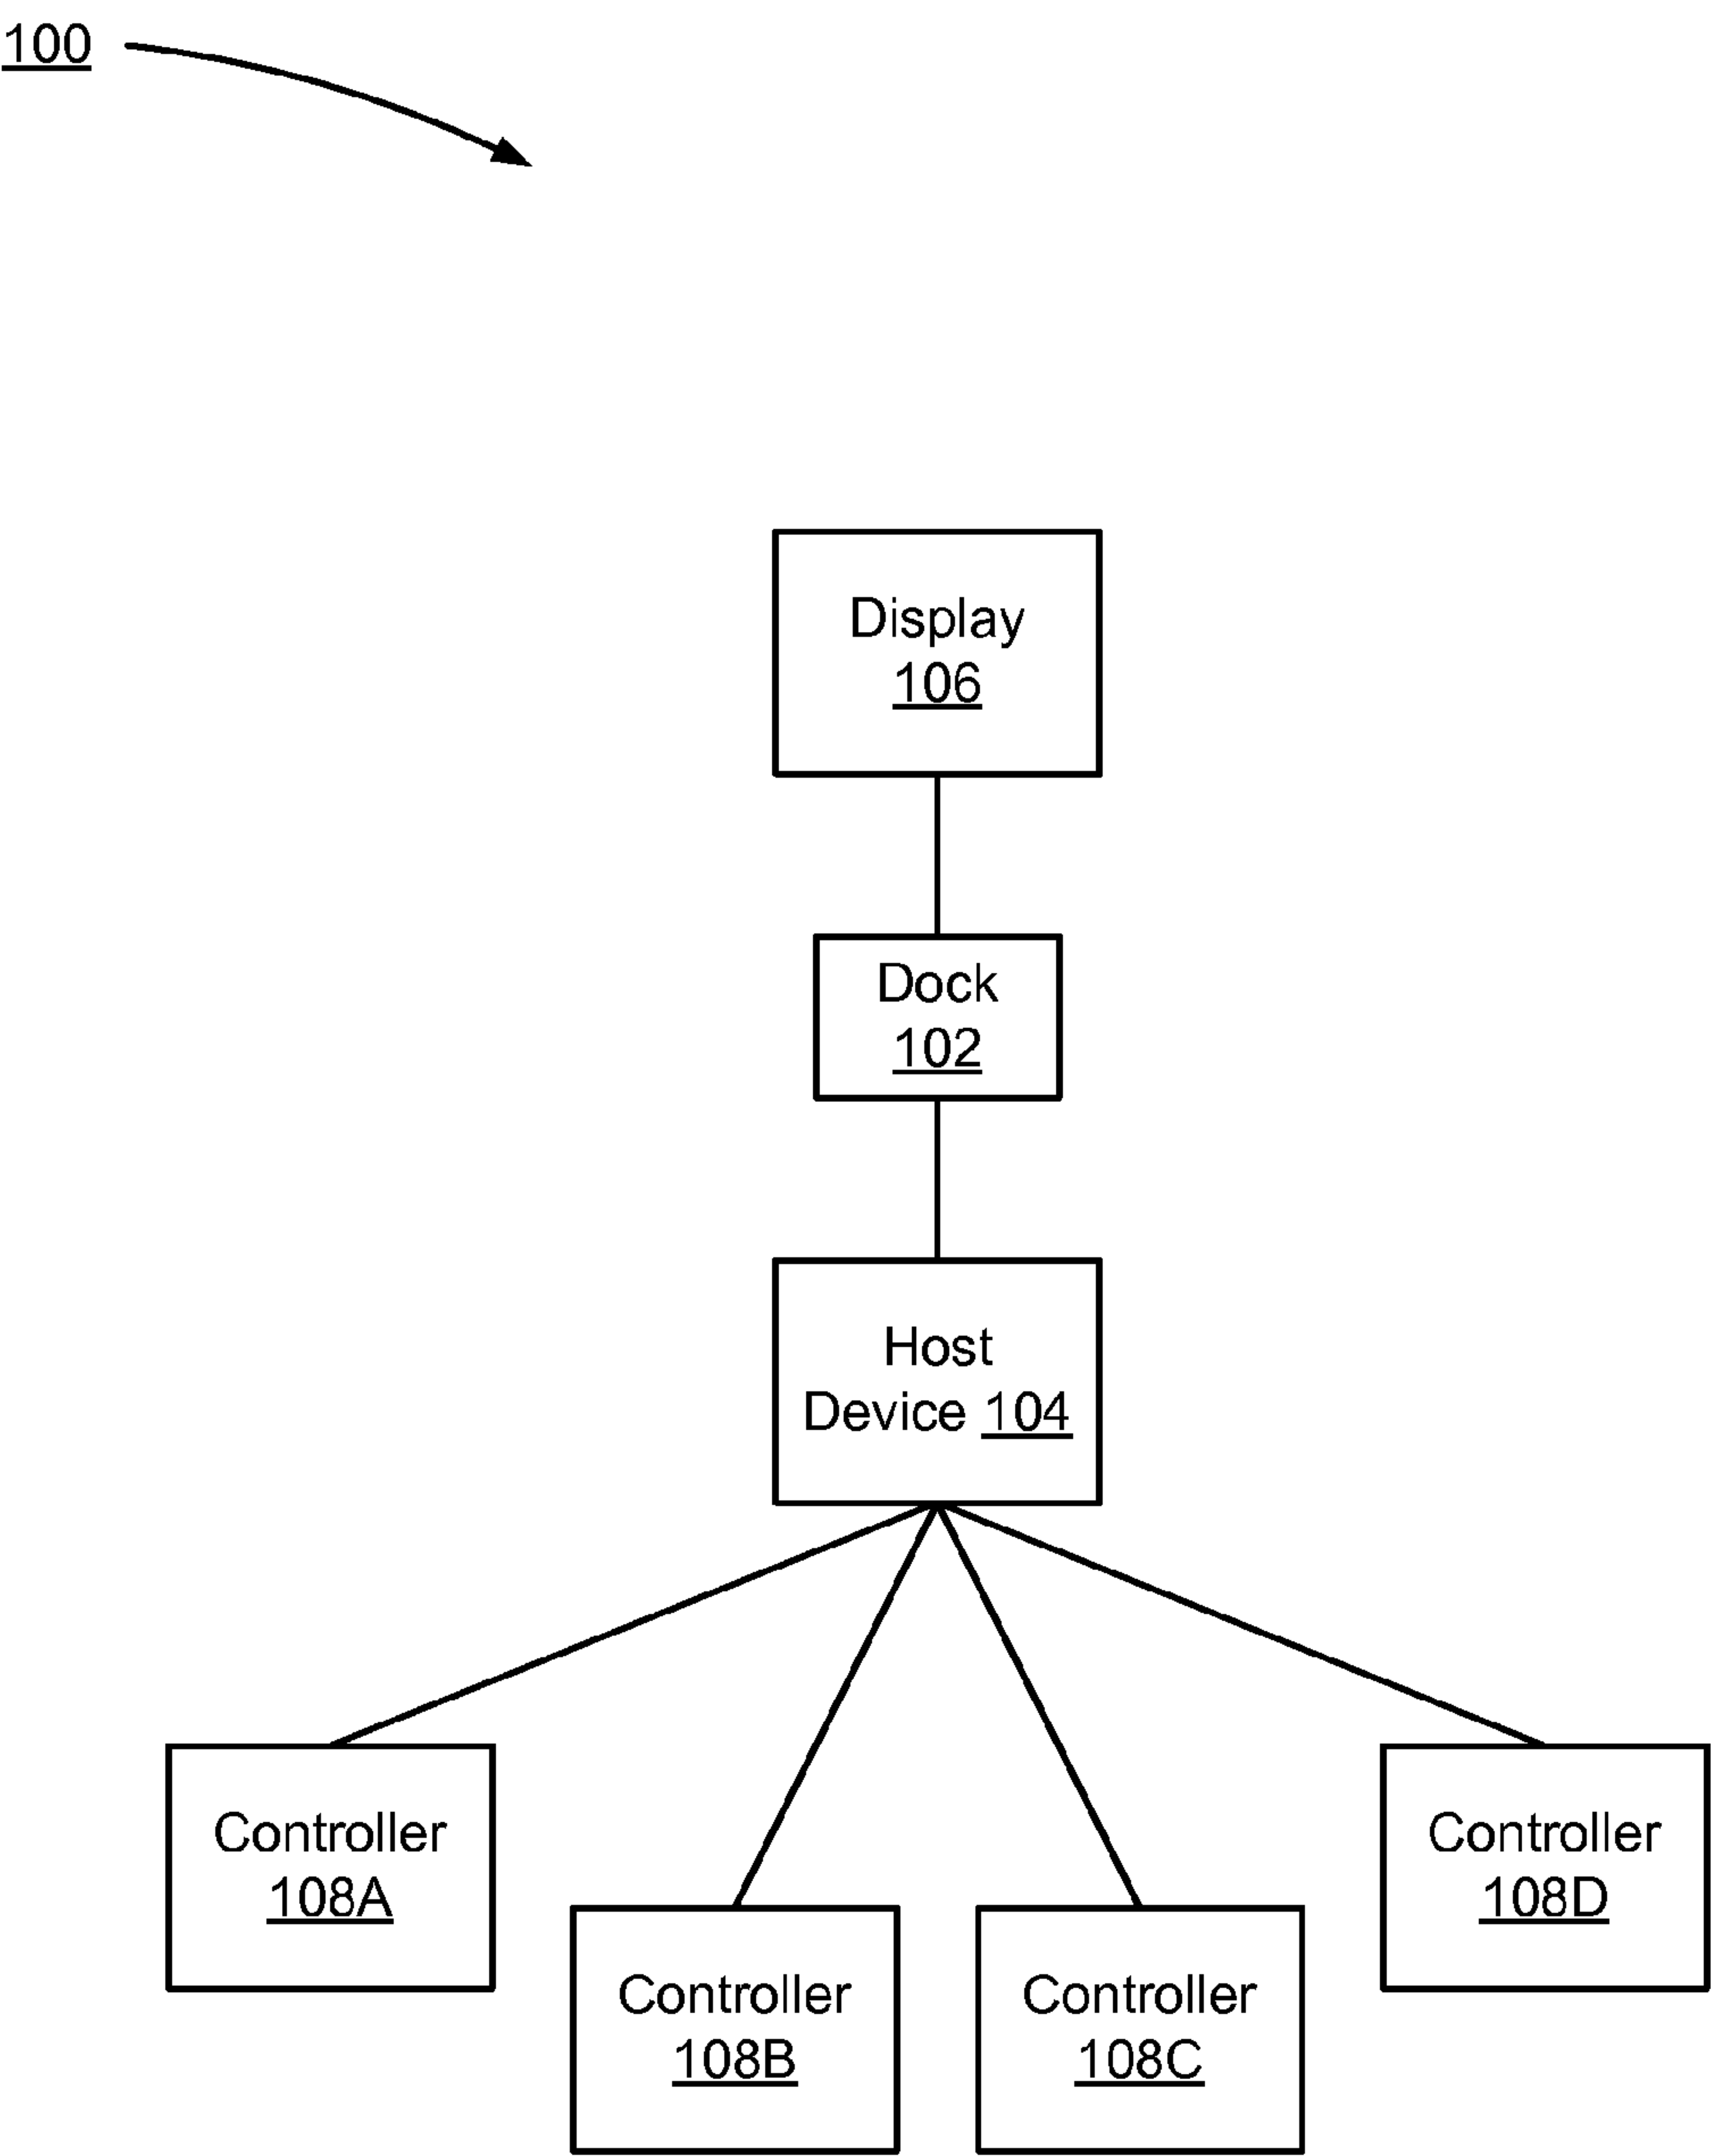 100
Display
106
Dock
102
Host
Device 104
Controller
108A
Controller
108B
Controller
108C
Controller
108D